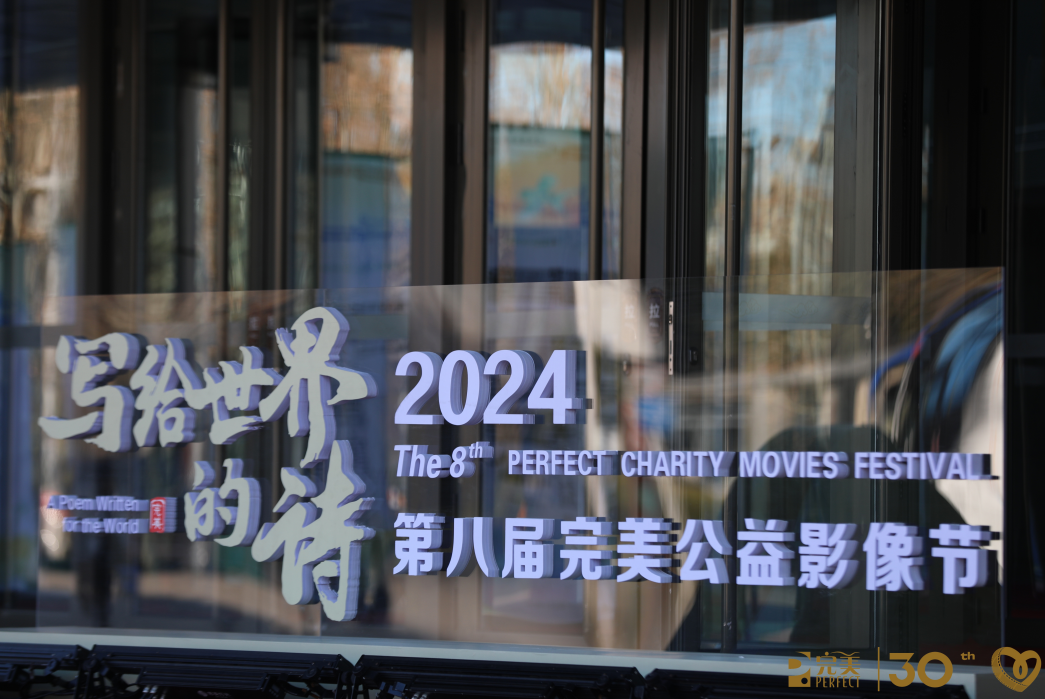 写给世界
的诗
A Poem Written
for the World
2024
The 8th PERFECT CHARITY MOVIES FESTIVAL
第八届完美公益影像节
完美
PERFECT
30th